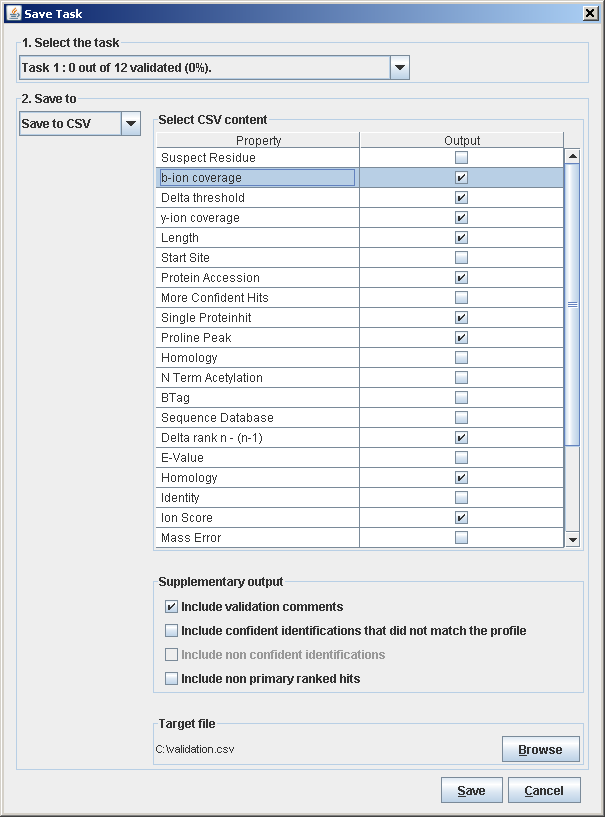 Save Task
1. Select the task
Task 1 : 0 out of 12 validated (0%).
2. Save to
Save to CSV
Select CSV content
Property Output
Suspect Residue
b-ion coverage
Delta threshold
y-ion coverage
Length
Start Site
Protein Accession
More Confident Hits
Single Proteinhit
Proline Peak
Homology
N Term Acetylation
BTag
Sequence Database
Delta rank n - (n-1)
E-Value
Homology
Identity
Ion Score
Mass Error
Supplementary output
Include validation comments
Include confident identifications that did not match the profile
Include non confident identifications
Include non primary ranked hits
Target file
C:\validation.csv
Browse
Save Cancel